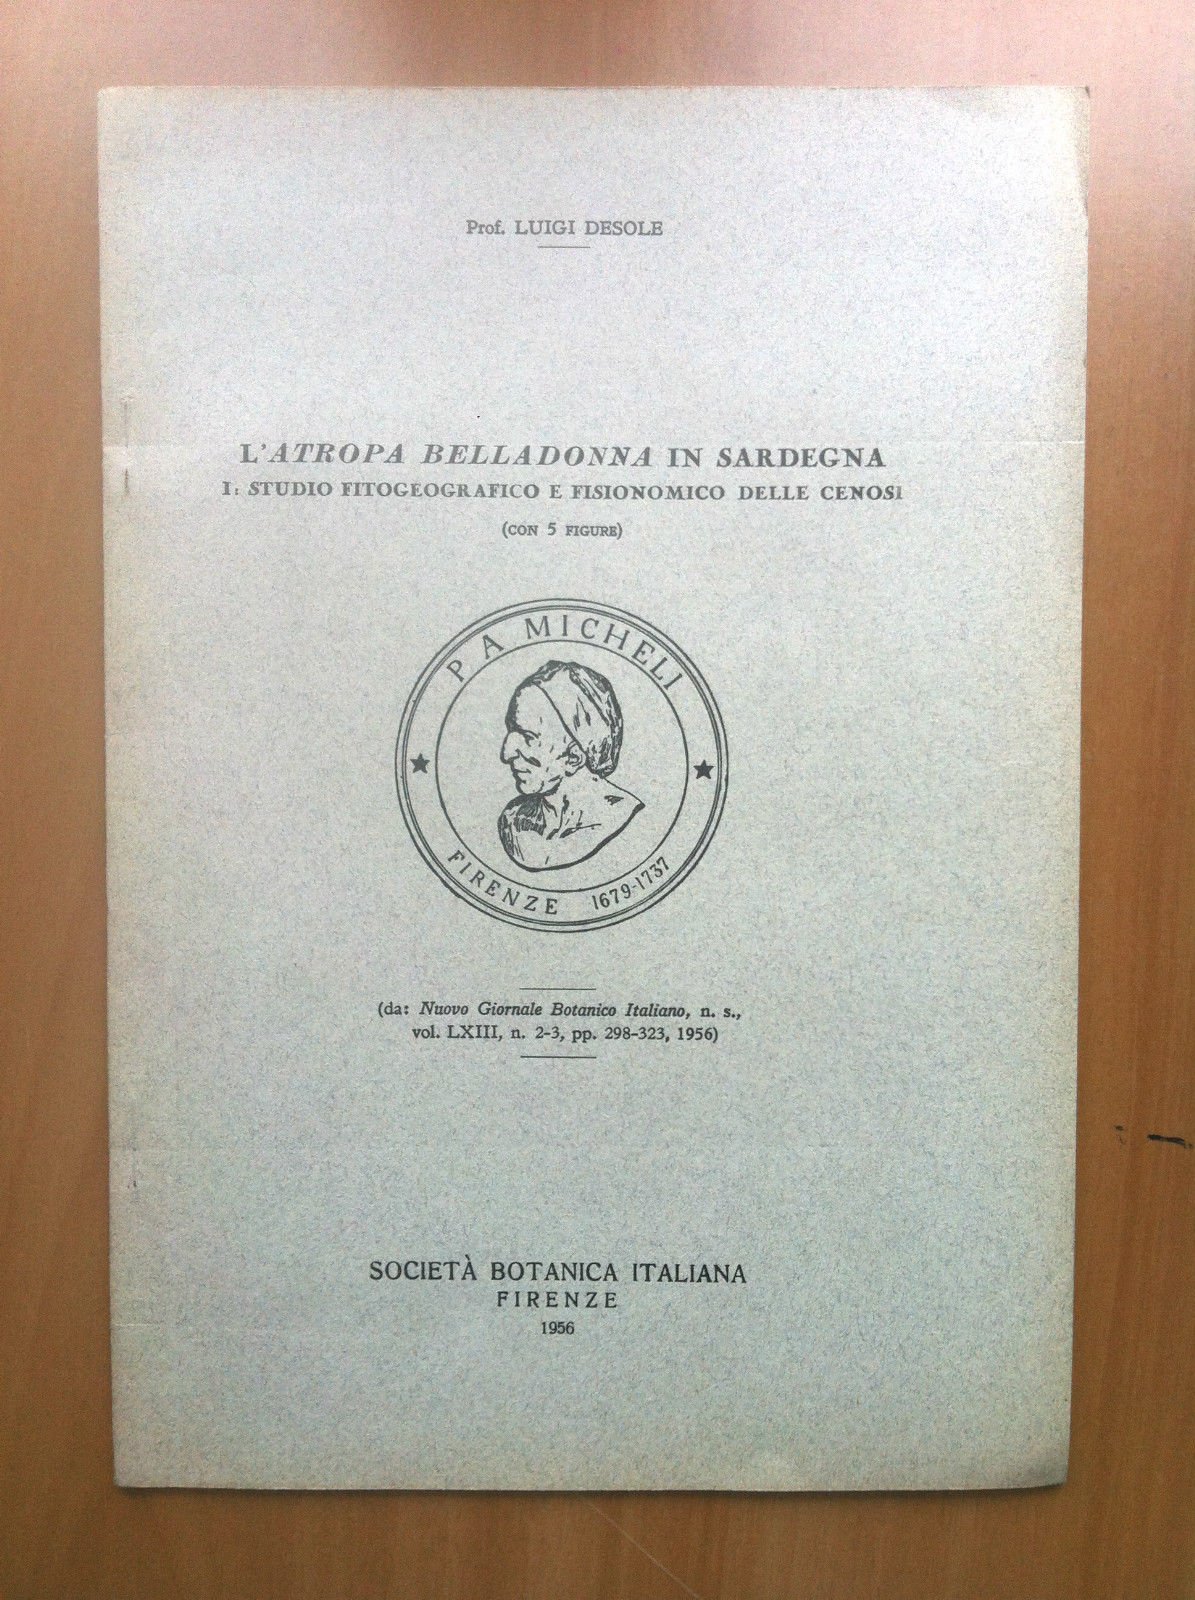 Prof. LUIGI DESOLE
L'ATROPA BELLADONNA IN SARDEGNA
I: STUDIO FITOGEOGRAFICO E FISIONOMICO DELLE CENOSI
(CON 5 FIGURE)
P A MICHELI
FIRENZE 1679-1737
(da: Nuovo Giornale Botanico Italiano, n. s.,
vol. LXIII, n. 2-3, pp. 298-323, 1956)
SOCIETÀ BOTANICA ITALIANA
FIRENZE
1956